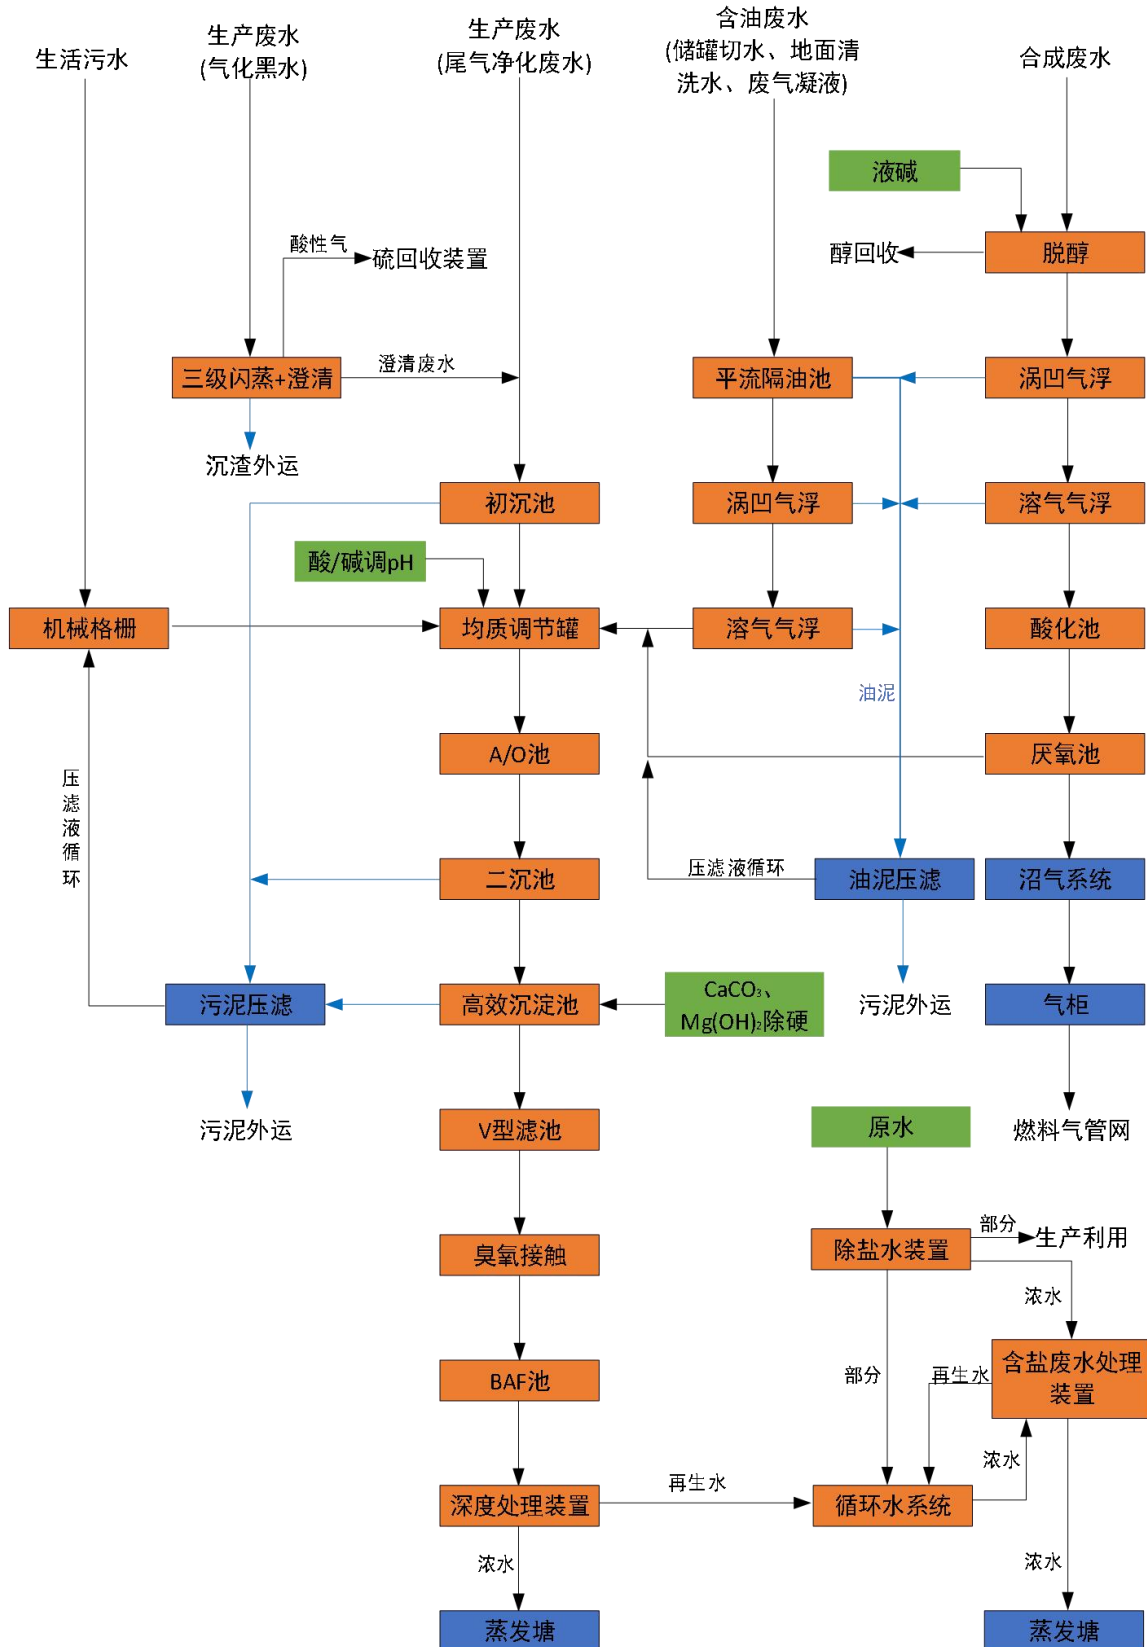 生活污水
生产废水
(气化黑水)
生产废水
(尾气净化废水)
含油废水
(储罐切水、地面清
洗水、废气凝液)
合成废水
液碱
酸性气
硫回收装置
醇回收
脱醇
三级闪蒸+澄清
澄清废水
平流隔油池
涡凹气浮
沉渣外运
初沉池
涡凹气浮
溶气气浮
酸/碱调pH
机械格栅
均质调节罐
溶气气浮
酸化池
油泥
A/O池
厌氧池
压
滤
液
循
环
二沉池
压滤液循环
油泥压滤
沼气系统
污泥压滤
高效沉淀池
CaCO₃、
Mg(OH)₂除硬
污泥外运
气柜
污泥外运
V型滤池
原水
燃料气管网
臭氧接触
除盐水装置
部分
生产利用
浓水
BAF池
部分
再生水
含盐废水处理
装置
浓水
深度处理装置
再生水
循环水系统
浓水
浓水
蒸发塘
蒸发塘